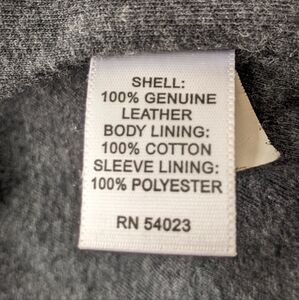 SHELL:
100% GENUINE
LEATHER
BODY LINING:
100% COTTON
SLEEVE LINING:
100% POLYESTER
RN 54023